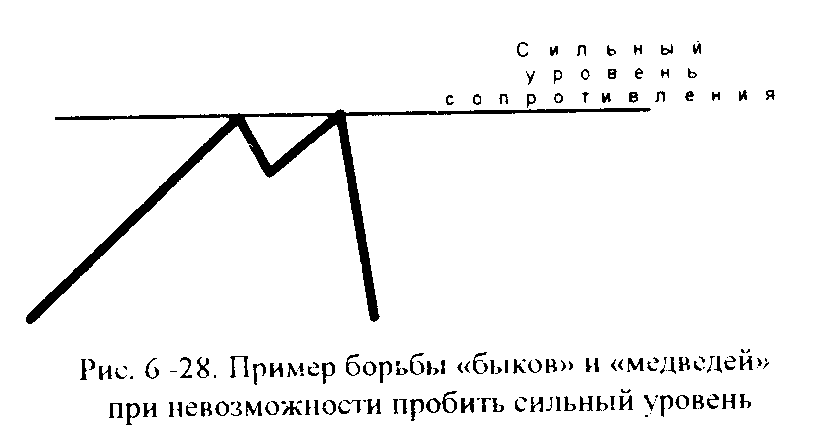 Сильный
уровень
сопротивления
Рис. 6 -28. Пример борьбы «быков» и «медведей»
при невозможности пробить сильный уровень